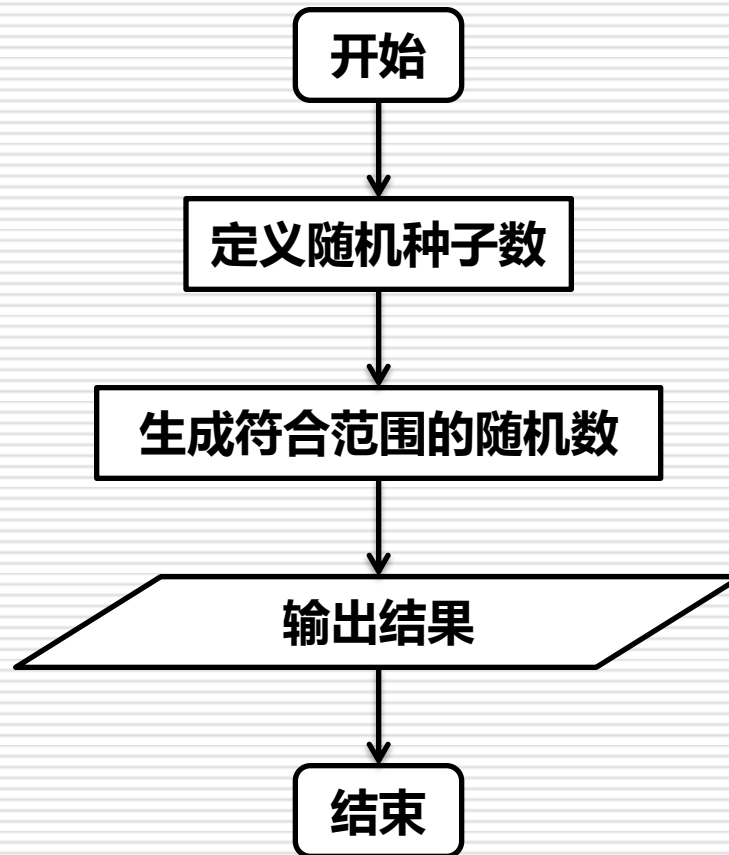 开始
定义随机种子数
生成符合范围的随机数
输出结果
结束